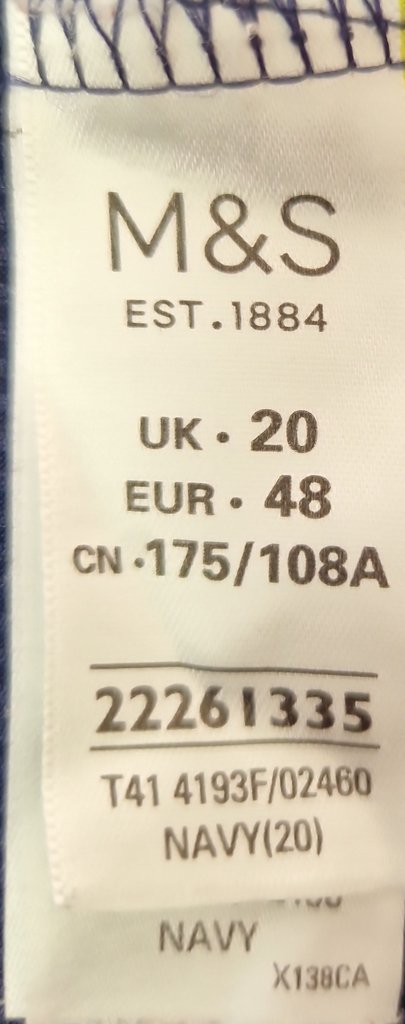 M&S
EST.1884
UK · 20
EUR · 48
CN ·175/108A
22261335
T41 4193F/02460
NAVY(20)
NAVY
X138CA